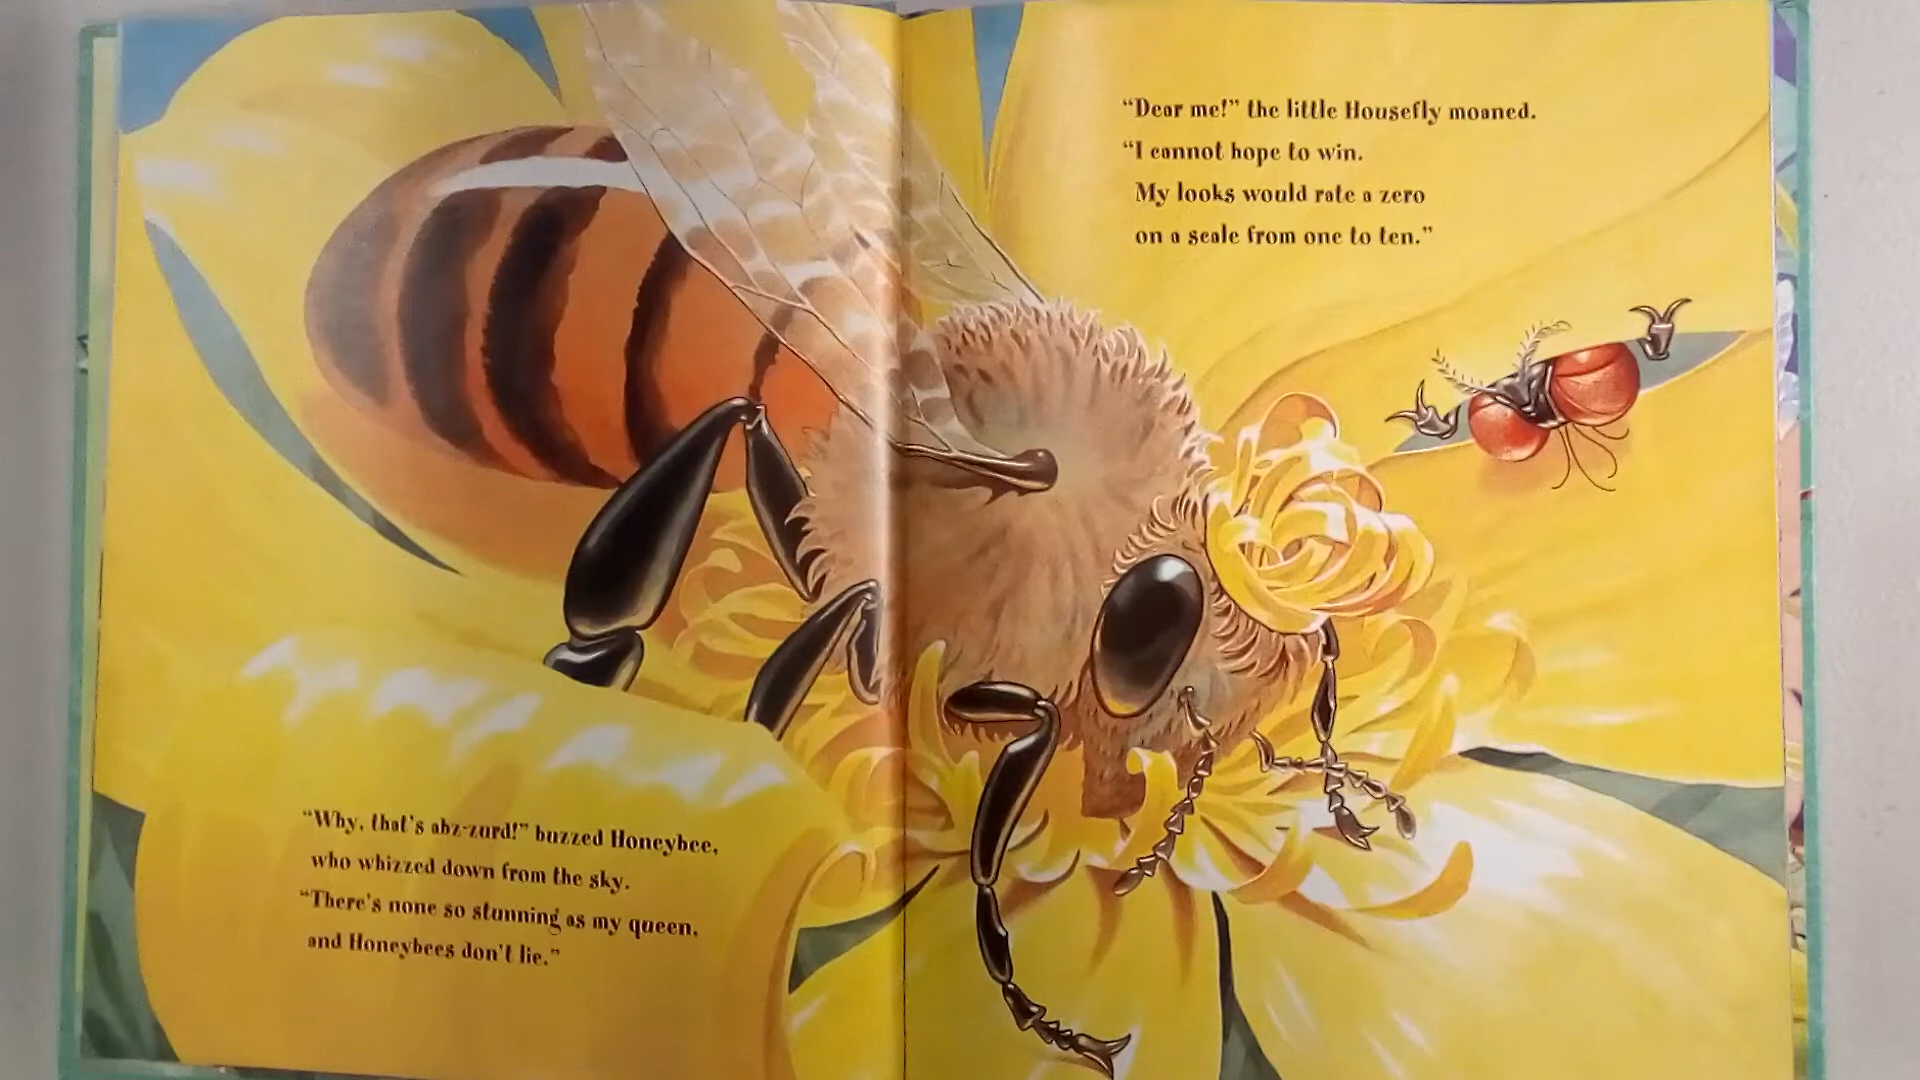 “Why, that’s abz-zurd!” buzzed Honeybee,
who whizzed down from the sky.
“There’s none so stunning as my queen,
and Honeybees don’t lie.”
“Dear me!” the little Housefly moaned.
“I cannot hope to win.
My looks would rate a zero
on a scale from one to ten.”